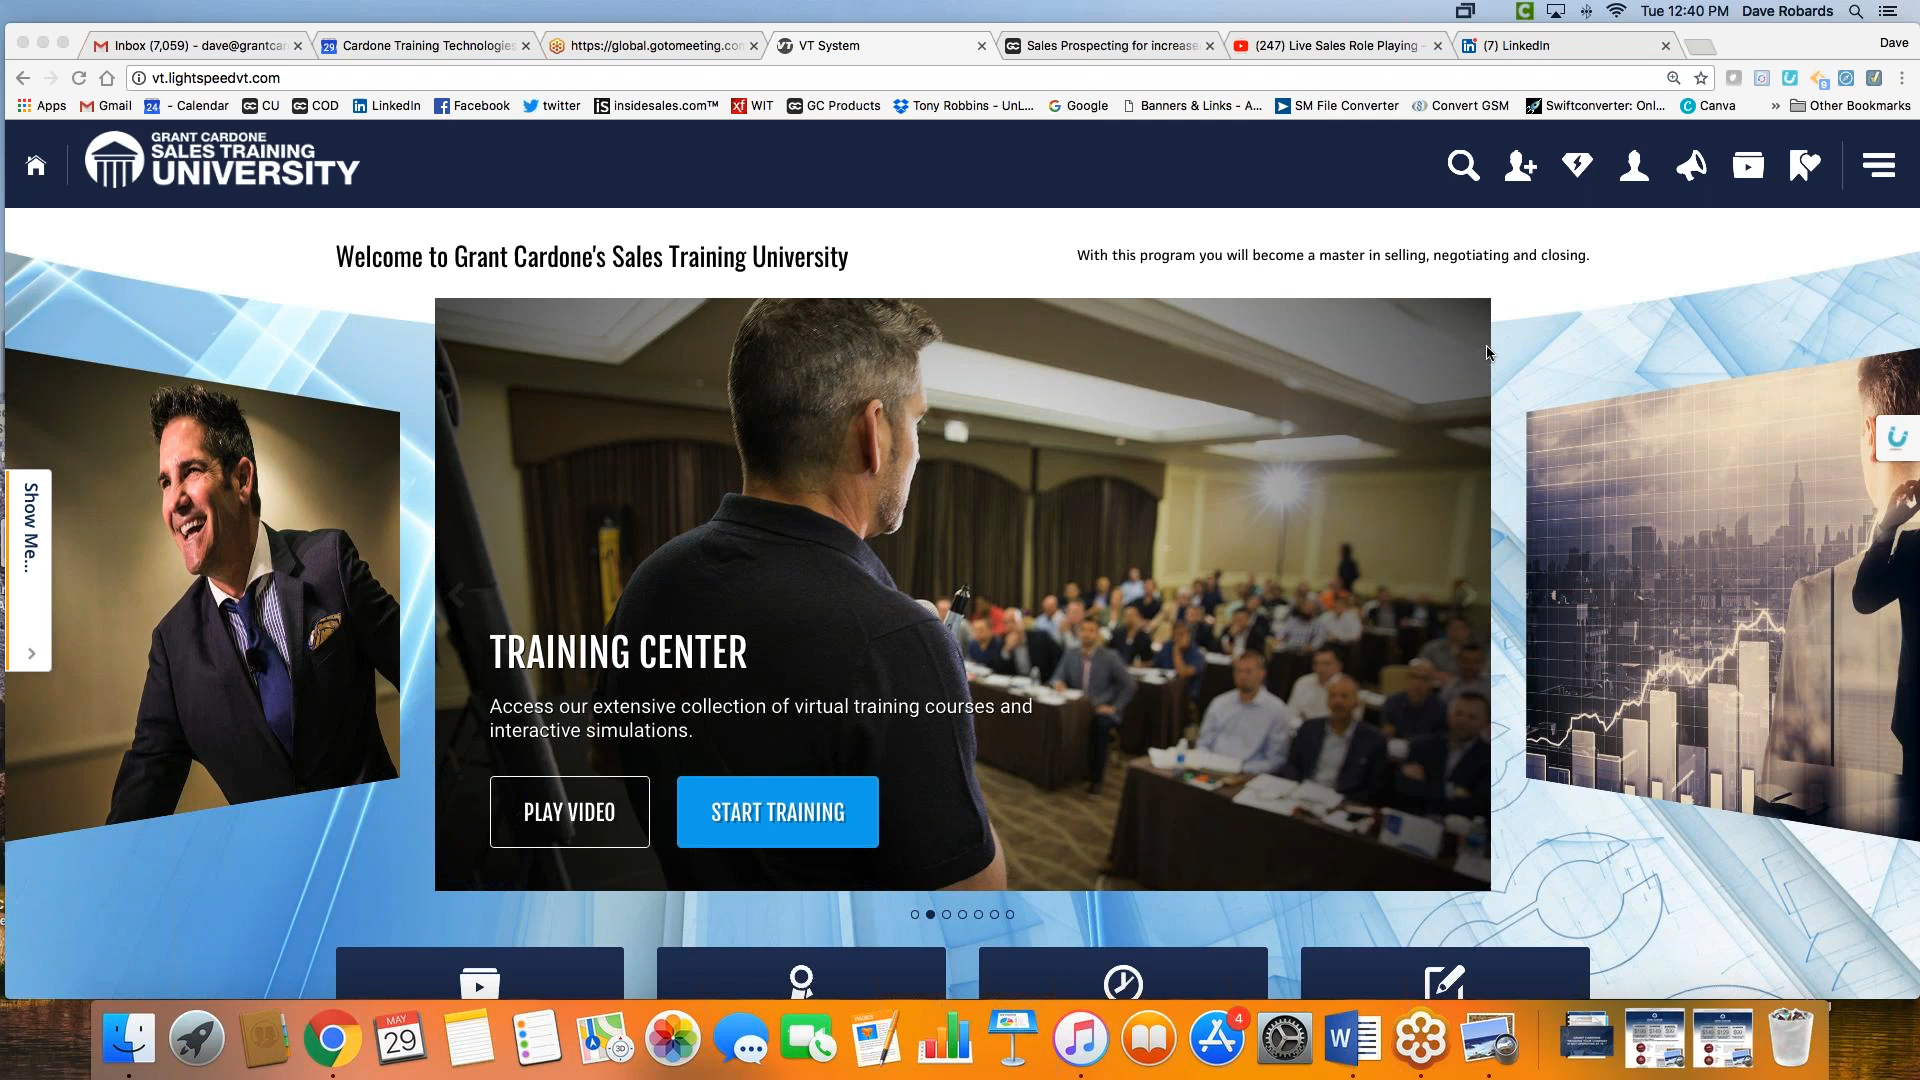 Tue 12:40 PM Dave Robards
Inbox (7,059) - dave@grantcar
Cardone Training Technologies
https://global.gotomeeting.co
VT System
Sales Prospecting for increase
(247) Live Sales Role Playing -
(7) LinkedIn
Dave
vt.lightspeedvt.com
Apps
Gmail
- Calendar
CU
COD
LinkedIn
Facebook
twitter
insidesales.com™
WIT
GC Products
Tony Robbins - UnL...
Google
Banners & Links - A...
SM File Converter
Convert GSM
Swiftconverter: Onl...
Canva
»
Other Bookmarks
GRANT CARDONE
SALES TRAINING
UNIVERSITY
Welcome to Grant Cardone's Sales Training University
With this program you will become a master in selling, negotiating and closing.
Show Me...
TRAINING CENTER
Access our extensive collection of virtual training courses and
interactive simulations.
PLAY VIDEO
START TRAINING
MAY
29
PAGES
3D
4
W